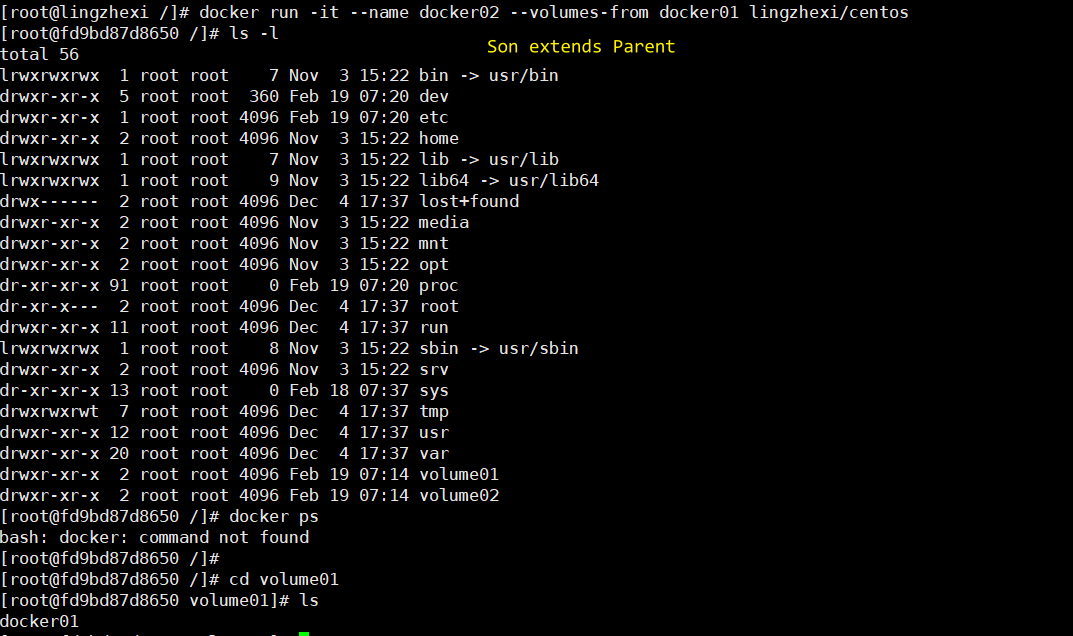 [root@lingzhexi /]# docker run -it --name docker02 --volumes-from docker01 lingzhexi/centos
[root@fd9bd87d8650 /]# ls -l
Son extends Parent
total 56
lrwxrwxrwx  1 root root    7 Nov  3 15:22 bin -> usr/bin
drwxr-xr-x  5 root root  360 Feb 19 07:20 dev
drwxr-xr-x  1 root root 4096 Feb 19 07:20 etc
drwxr-xr-x  2 root root 4096 Nov  3 15:22 home
lrwxrwxrwx  1 root root    7 Nov  3 15:22 lib -> usr/lib
lrwxrwxrwx  1 root root    9 Nov  3 15:22 lib64 -> usr/lib64
drwx------  2 root root 4096 Dec  4 17:37 lost+found
drwxr-xr-x  2 root root 4096 Nov  3 15:22 media
drwxr-xr-x  2 root root 4096 Nov  3 15:22 mnt
drwxr-xr-x  2 root root 4096 Nov  3 15:22 opt
dr-xr-xr-x 91 root root    0 Feb 19 07:20 proc
dr-xr-x---  2 root root 4096 Dec  4 17:37 root
drwxr-xr-x 11 root root 4096 Dec  4 17:37 run
lrwxrwxrwx  1 root root    8 Nov  3 15:22 sbin -> usr/sbin
drwxr-xr-x  2 root root 4096 Nov  3 15:22 srv
dr-xr-xr-x 13 root root    0 Feb 18 07:37 sys
drwxrwxrwt  7 root root 4096 Dec  4 17:37 tmp
drwxr-xr-x 12 root root 4096 Dec  4 17:37 usr
drwxr-xr-x 20 root root 4096 Dec  4 17:37 var
drwxr-xr-x  2 root root 4096 Feb 19 07:14 volume01
drwxr-xr-x  2 root root 4096 Feb 19 07:14 volume02
[root@fd9bd87d8650 /]# docker ps
bash: docker: command not found
[root@fd9bd87d8650 /]#
[root@fd9bd87d8650 /]# cd volume01
[root@fd9bd87d8650 volume01]# ls
docker01